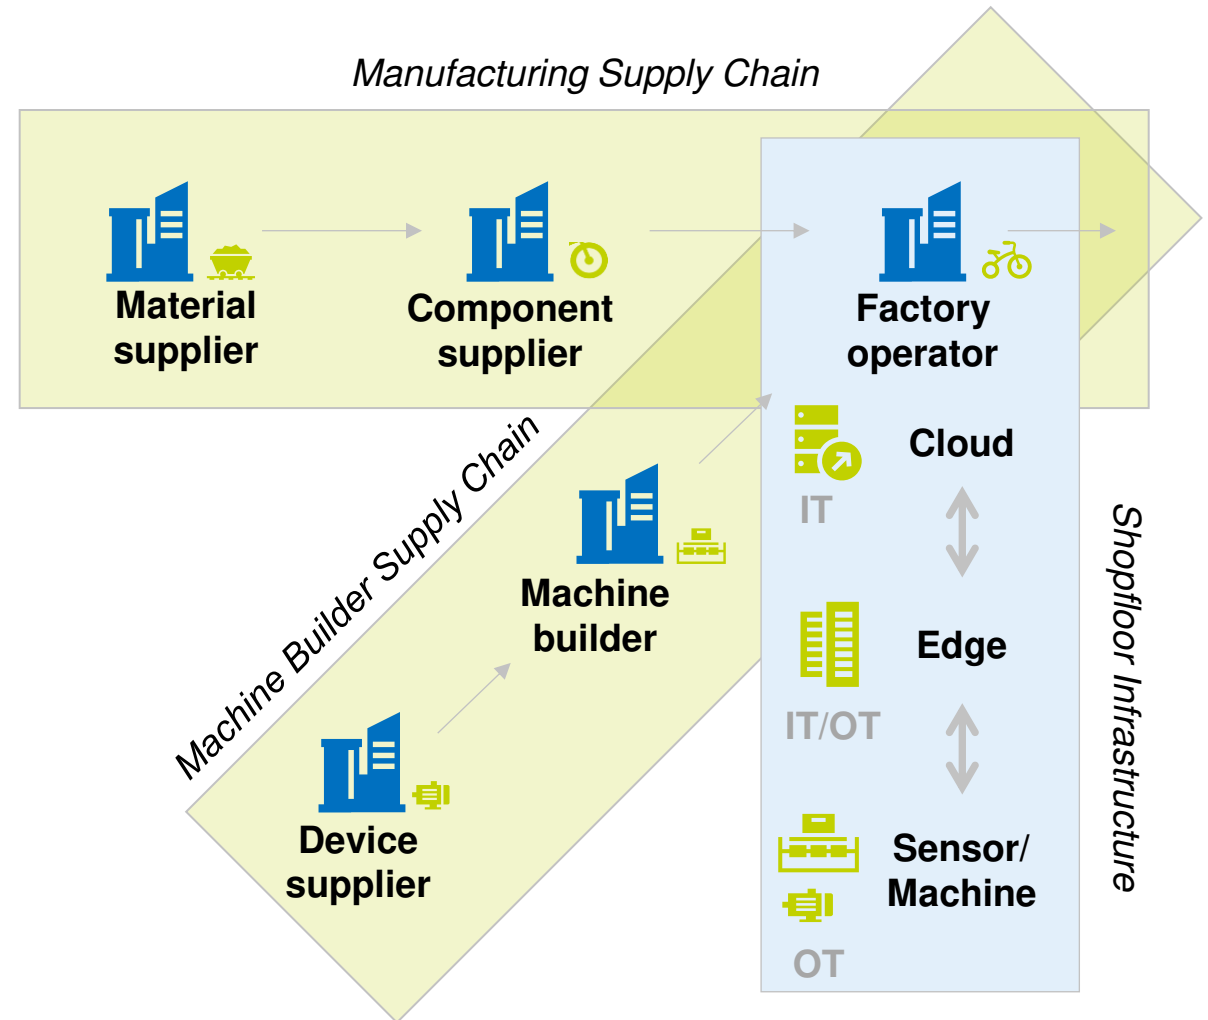 Manufacturing Supply Chain
Material
supplier
Component
supplier
Factory
operator
Machine Builder Supply Chain
Machine
builder
Device
supplier
Cloud
IT
Edge
IT/OT
Sensor/
Machine
OT
Shopfloor Infrastructure